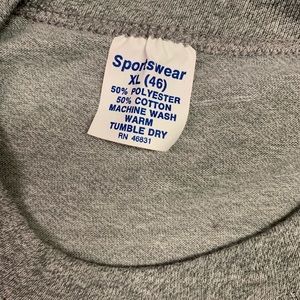 Sportswear
XL (46)
50% POLYESTER
50% COTTON
MACHINE WASH
WARM
TUMBLE DRY
RN 46831